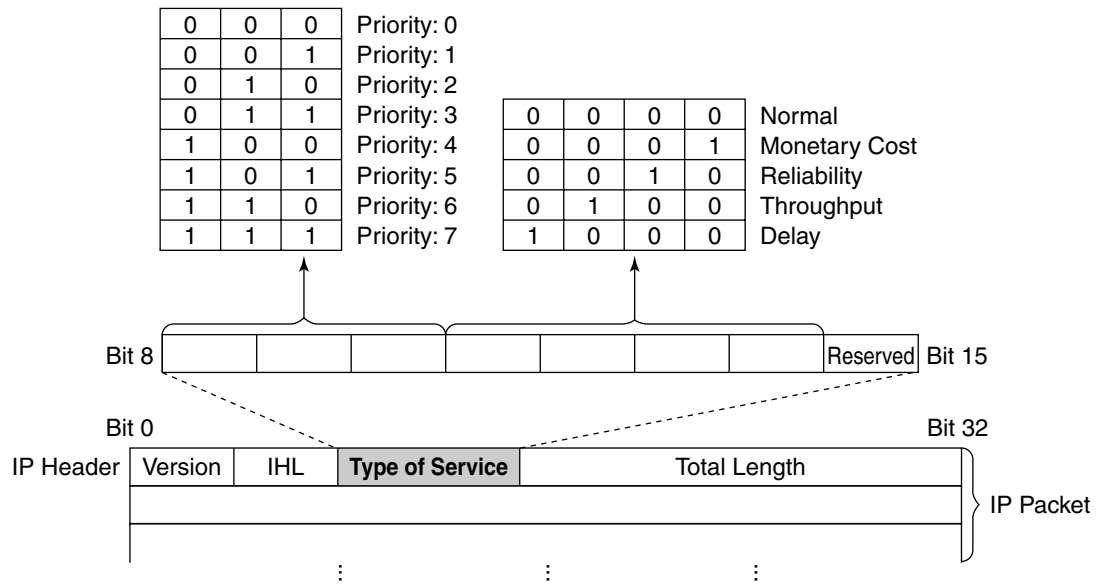 0 0 0 Priority: 0
0 0 1 Priority: 1
0 1 0 Priority: 2
0 1 1 Priority: 3
1 0 0 Priority: 4
1 0 1 Priority: 5
1 1 0 Priority: 6
1 1 1 Priority: 7
0 0 0 0 Normal
0 0 0 1 Monetary Cost
0 0 1 0 Reliability
0 1 0 0 Throughput
1 0 0 0 Delay
Bit 8 Reserved Bit 15
Bit 0 Bit 32
IP Header Version IHL Type of Service Total Length
IP Packet